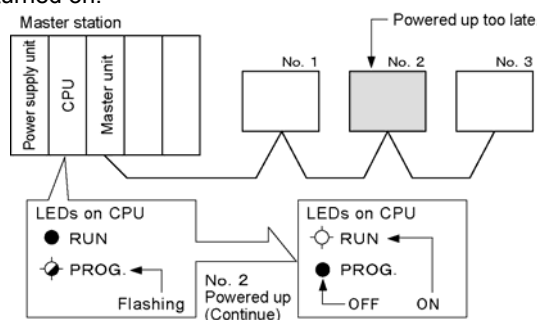 turned on.
Master station
Powered up too late
Power supply unit
CPU
Master unit
No. 1
No. 2
No. 3
LEDs on CPU
RUN
PROG.
Flashing
No. 2
Powered up
(Continue)
LEDs on CPU
RUN
PROG.
OFF
ON